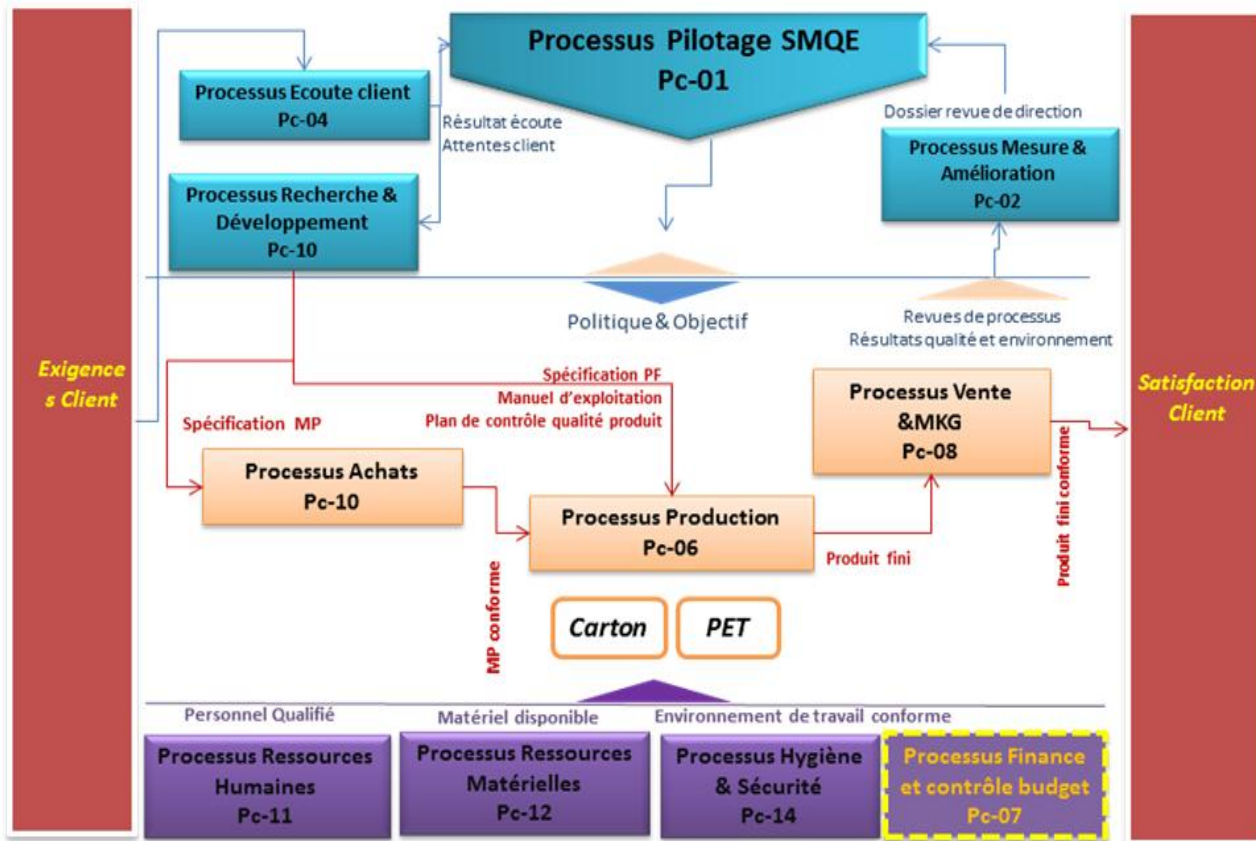 Processus Pilotage SMQE
Pc-01
Processus Ecoute client
Pc-04
Résultat écoute
Attentes client
Dossier revue de direction
Processus Mesure &
Amélioration
Pc-02
Processus Recherche &
Développement
Pc-10
Politique & Objectif
Revues de processus
Résultats qualité et environnement
Exigence
s Client
Satisfaction
Client
Spécification PF
Manuel d'exploitation
Plan de contrôle qualité produit
Spécification MP
Processus Vente
&MKG
Pc-08
Processus Achats
Pc-10
Processus Production
Pc-06
Produit fini
Produit fini conforme
MP conforme
Carton
PET
Personnel Qualifié
Matériel disponible
Environnement de travail conforme
Processus Ressources
Humaines
Pc-11
Processus Ressources
Matérielles
Pc-12
Processus Hygiène
& Sécurité
Pc-14
Processus Finance
et contrôle budget
Pc-07